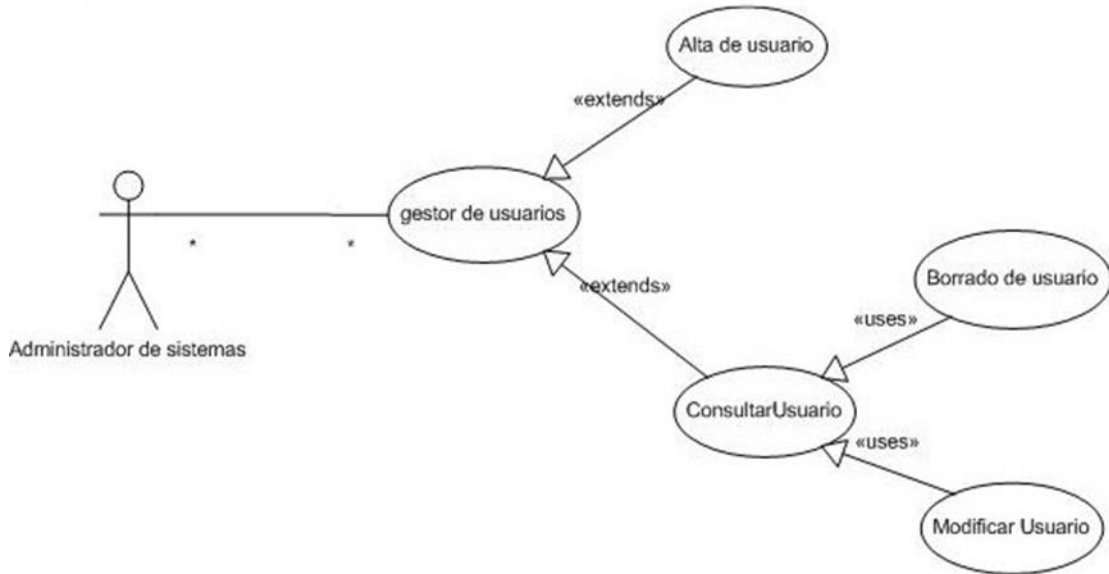 Alta de usuario
«extends»
gestor de usuarios
*
*
«extends»
Borrado de usuario
«uses»
Administrador de sistemas
ConsultarUsuario
«uses»
Modificar Usuario